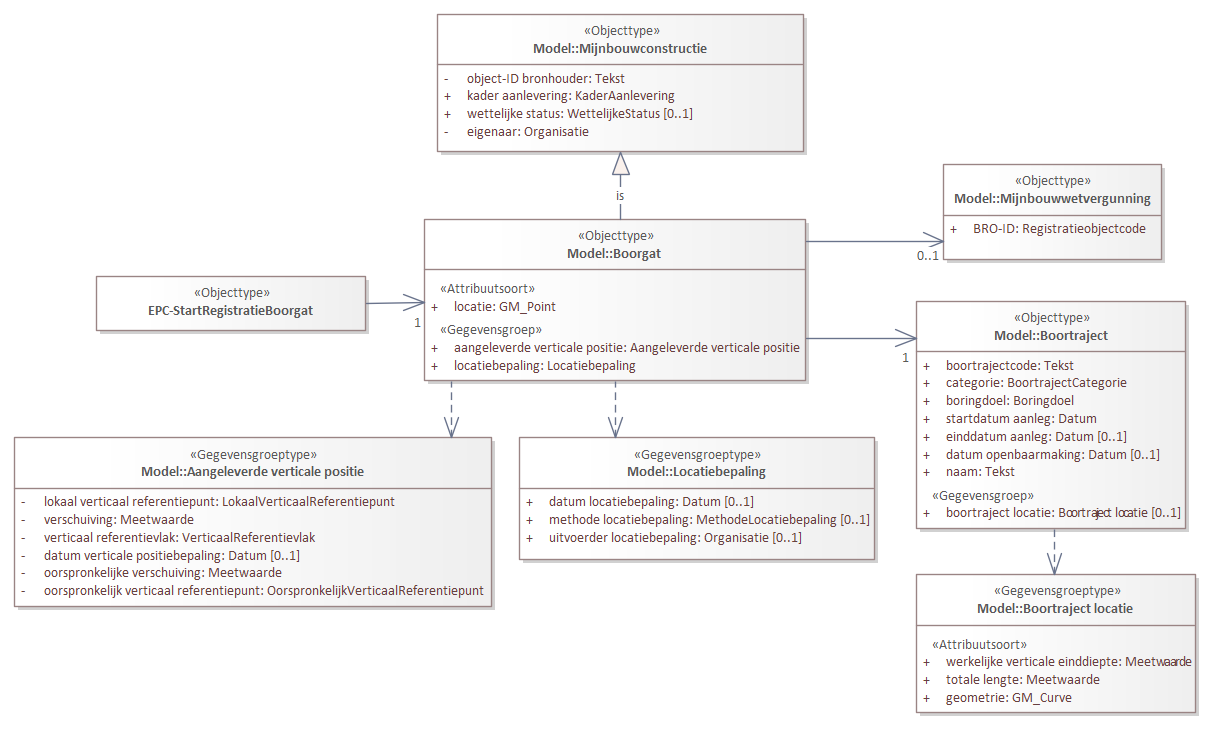 «Objecttype»
Model::Mijnbouwconstructie
- object-ID bronhouder: Tekst
+ kader aanlevering: KaderAanlevering
+ wettelijke status: WettelijkeStatus [0..1]
- eigenaar: Organisatie
is
«Objecttype»
Model::Mijnbouwwetvergunning
+ BRO-ID: Registratieobjectcode
0..1
«Objecttype»
Model::Boorgat
«Attribuutsoort»
+ locatie: GM_Point
«Gegevensgroep»
+ aangeleverde verticale positie: Aangeleverde verticale positie
+ locatiebepaling: Locatiebepaling
«Objecttype»
EPC-StartRegistratieBoorgat
1
1
«Objecttype»
Model::Boortraject
+ boortrajectcode: Tekst
+ categorie: BoortrajectCategorie
+ boringdoel: Boringdoel
+ startdatum aanleg: Datum
+ einddatum aanleg: Datum [0..1]
+ datum openbaarmaking: Datum [0..1]
+ naam: Tekst
«Gegevensgroep»
+ boortraject locatie: Boortraject locatie [0..1]
«Gegevensgroeptype»
Model::Aangeleverde verticale positie
- lokaal verticaal referentiepunt: LokaalVerticaalReferentiepunt
- verschuiving: Meetwaarde
- verticaal referentievlak: VerticaalReferentievlak
- datum verticale positiebepaling: Datum [0..1]
- oorspronkelijke verschuiving: Meetwaarde
- oorspronkelijk verticaal referentiepunt: OorspronkelijkVerticaalReferentiepunt
«Gegevensgroeptype»
Model::Locatiebepaling
+ datum locatiebepaling: Datum [0..1]
+ methode locatiebepaling: MethodeLocatiebepaling [0..1]
+ uitvoerder locatiebepaling: Organisatie [0..1]
«Gegevensgroeptype»
Model::Boortraject locatie
«Attribuutsoort»
+ werkelijke verticale einddiepte: Meetwaarde
+ totale lengte: Meetwaarde
+ geometrie: GM_Curve